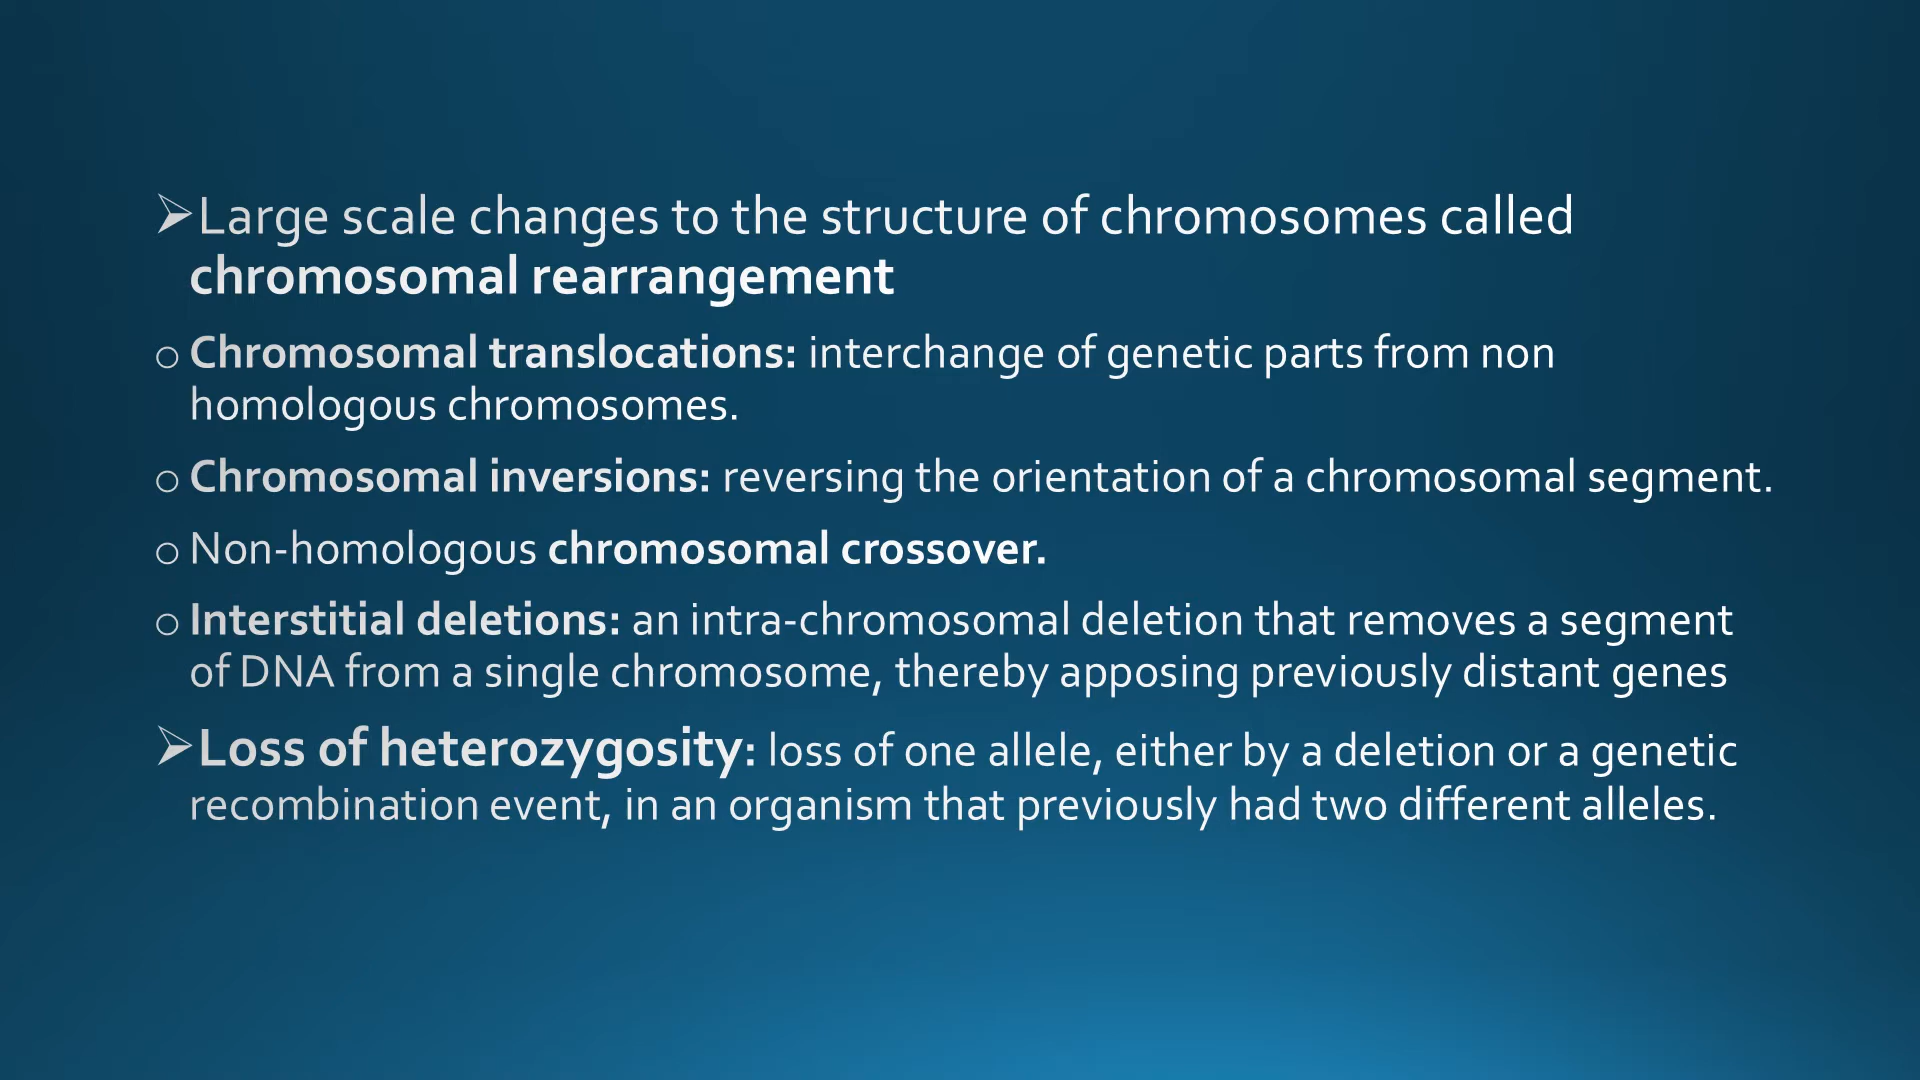 ➢Large scale changes to the structure of chromosomes called
chromosomal rearrangement
o Chromosomal translocations: interchange of genetic parts from non
homologous chromosomes.
o Chromosomal inversions: reversing the orientation of a chromosomal segment.
o Non-homologous chromosomal crossover.
o Interstitial deletions: an intra-chromosomal deletion that removes a segment
of DNA from a single chromosome, thereby apposing previously distant genes
➢Loss of heterozygosity: loss of one allele, either by a deletion or a genetic
recombination event, in an organism that previously had two different alleles.